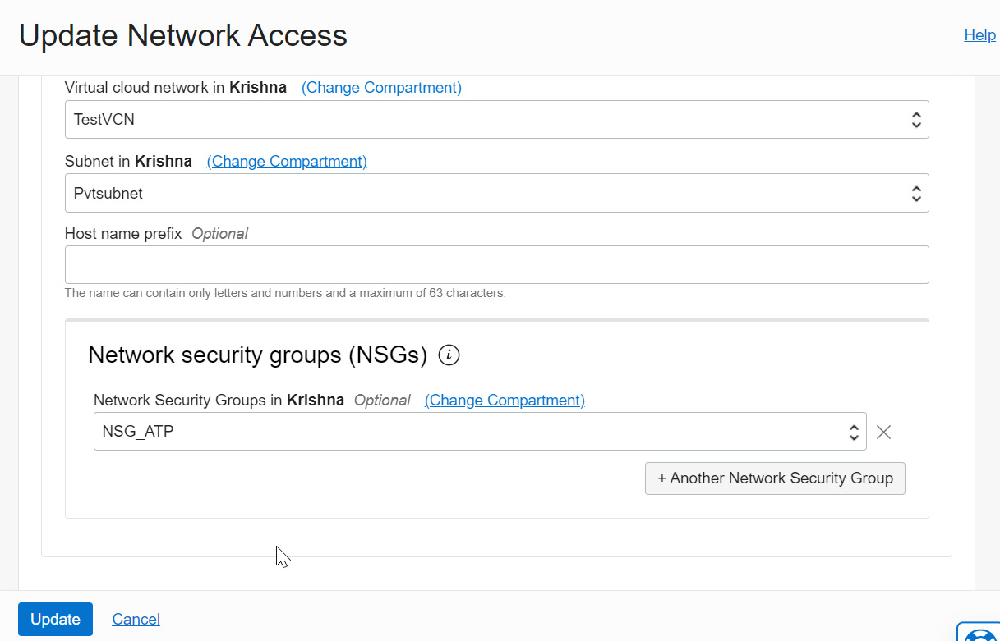 Update Network Access
Help
Virtual cloud network in Krishna (Change Compartment)
TestVCN
Subnet in Krishna (Change Compartment)
Pvtsubnet
Host name prefix Optional
The name can contain only letters and numbers and a maximum of 63 characters.
Network security groups (NSGs) i
Network Security Groups in Krishna Optional (Change Compartment)
NSG_ATP
+ Another Network Security Group
Update Cancel